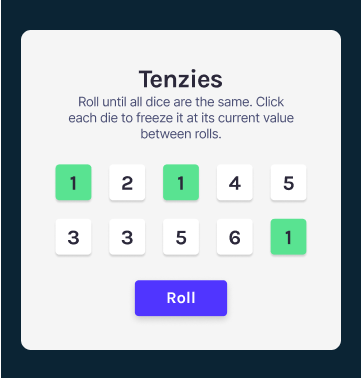 Tenzies
Roll until all dice are the same. Click
each die to freeze it at its current value
between rolls.
1 2 1 4 5
3 3 5 6 1
Roll